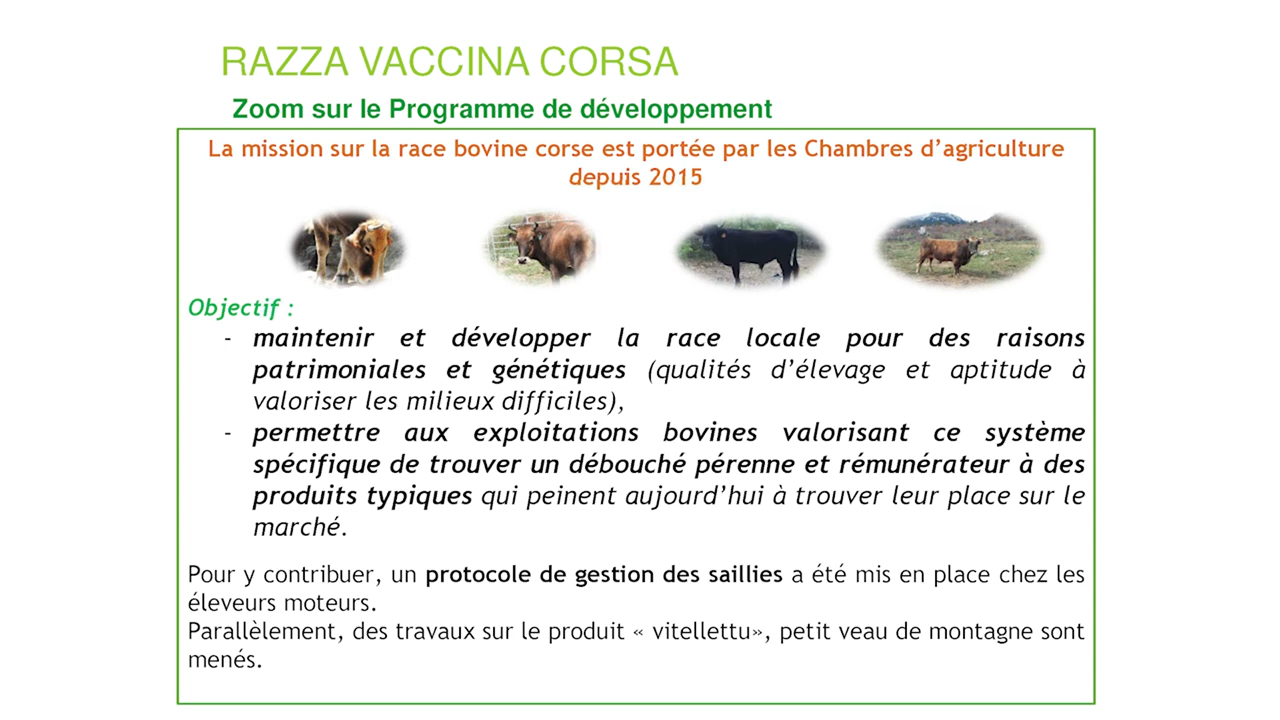 RAZZA VACCINA CORSA
Zoom sur le Programme de développement
La mission sur la race bovine corse est portée par les Chambres d’agriculture
depuis 2015
Objectif :
- maintenir et développer la race locale pour des raisons
patrimoniales et génétiques (qualités d’élevage et aptitude à
valoriser les milieux difficiles),
- permettre aux exploitations bovines valorisant ce système
spécifique de trouver un débouché pérenne et rémunérateur à des
produits typiques qui peinent aujourd’hui à trouver leur place sur le
marché.
Pour y contribuer, un protocole de gestion des saillies a été mis en place chez les
éleveurs moteurs.
Parallèlement, des travaux sur le produit « vitellettu», petit veau de montagne sont
menés.